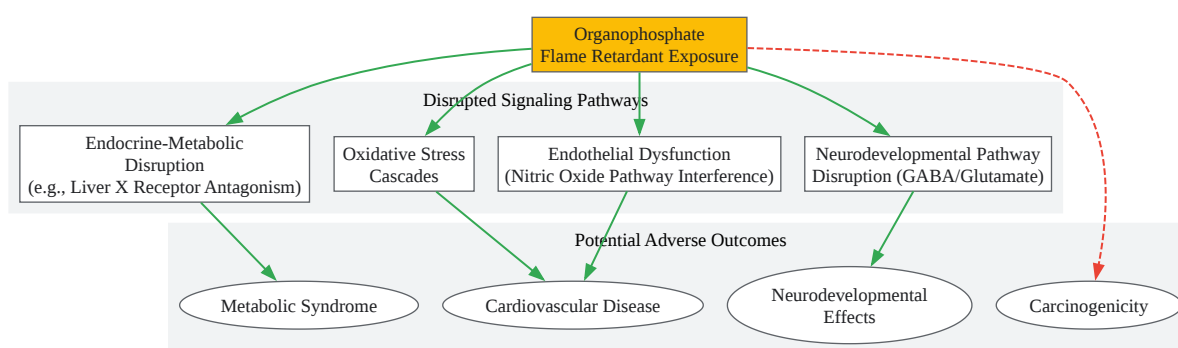 Organophosphate
Flame Retardant Exposure
Disrupted Signaling Pathways
Endocrine-Metabolic
Disruption
(e.g., Liver X Receptor Antagonism)
Oxidative Stress
Cascades
Endothelial Dysfunction
(Nitric Oxide Pathway Interference)
Neurodevelopmental Pathway
Disruption (GABA/Glutamate)
Potential Adverse Outcomes
Metabolic Syndrome
Cardiovascular Disease
Neurodevelopmental
Effects
Carcinogenicity